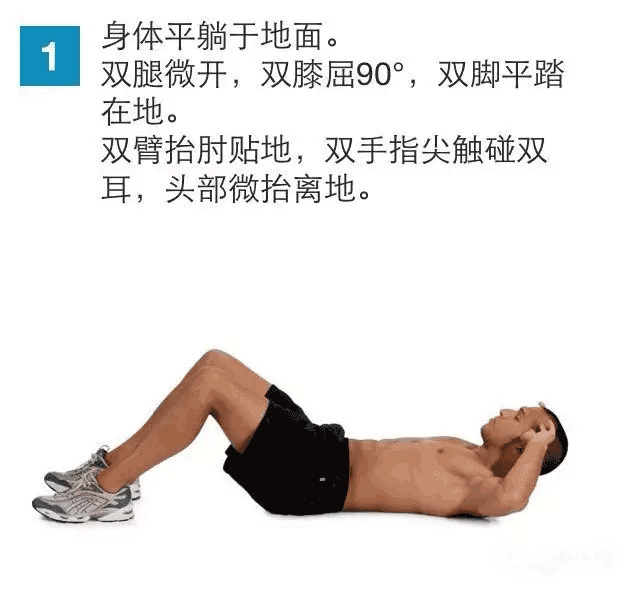 1
身体平躺于地面。
双腿微开，双膝屈90°，双脚平踏
在地。
双臂抬肘贴地，双手指尖触碰双
耳，头部微抬离地。